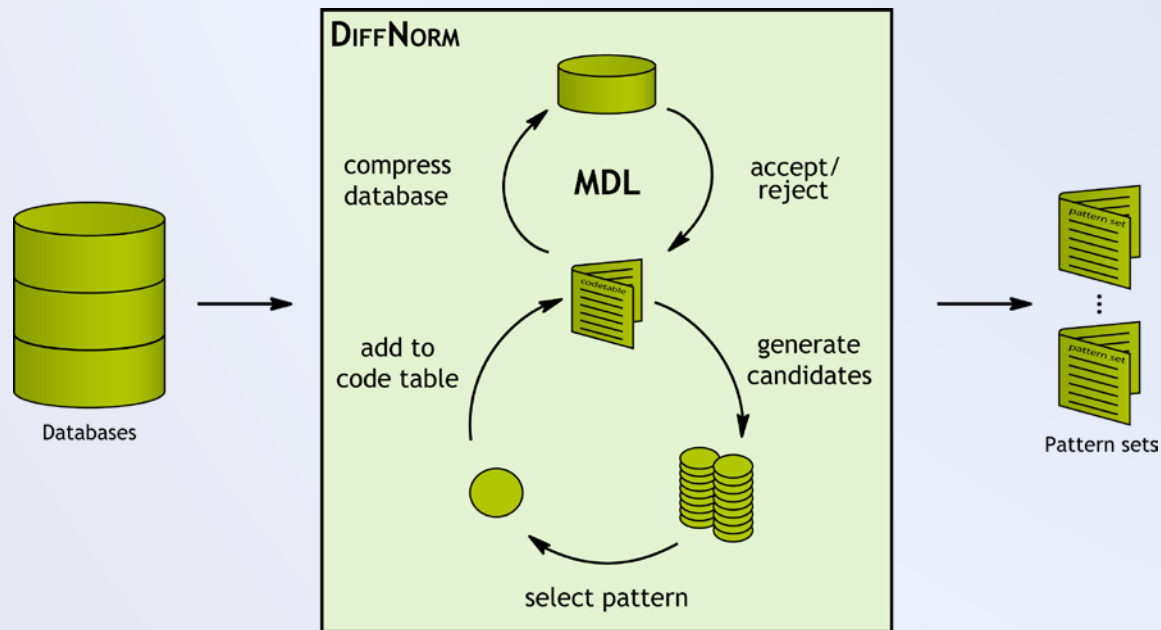 DIFFNORM
compress
database
MDL
accept/
reject
codetable
add to
code table
generate
candidates
select pattern
Databases
pattern set
pattern set
Pattern sets